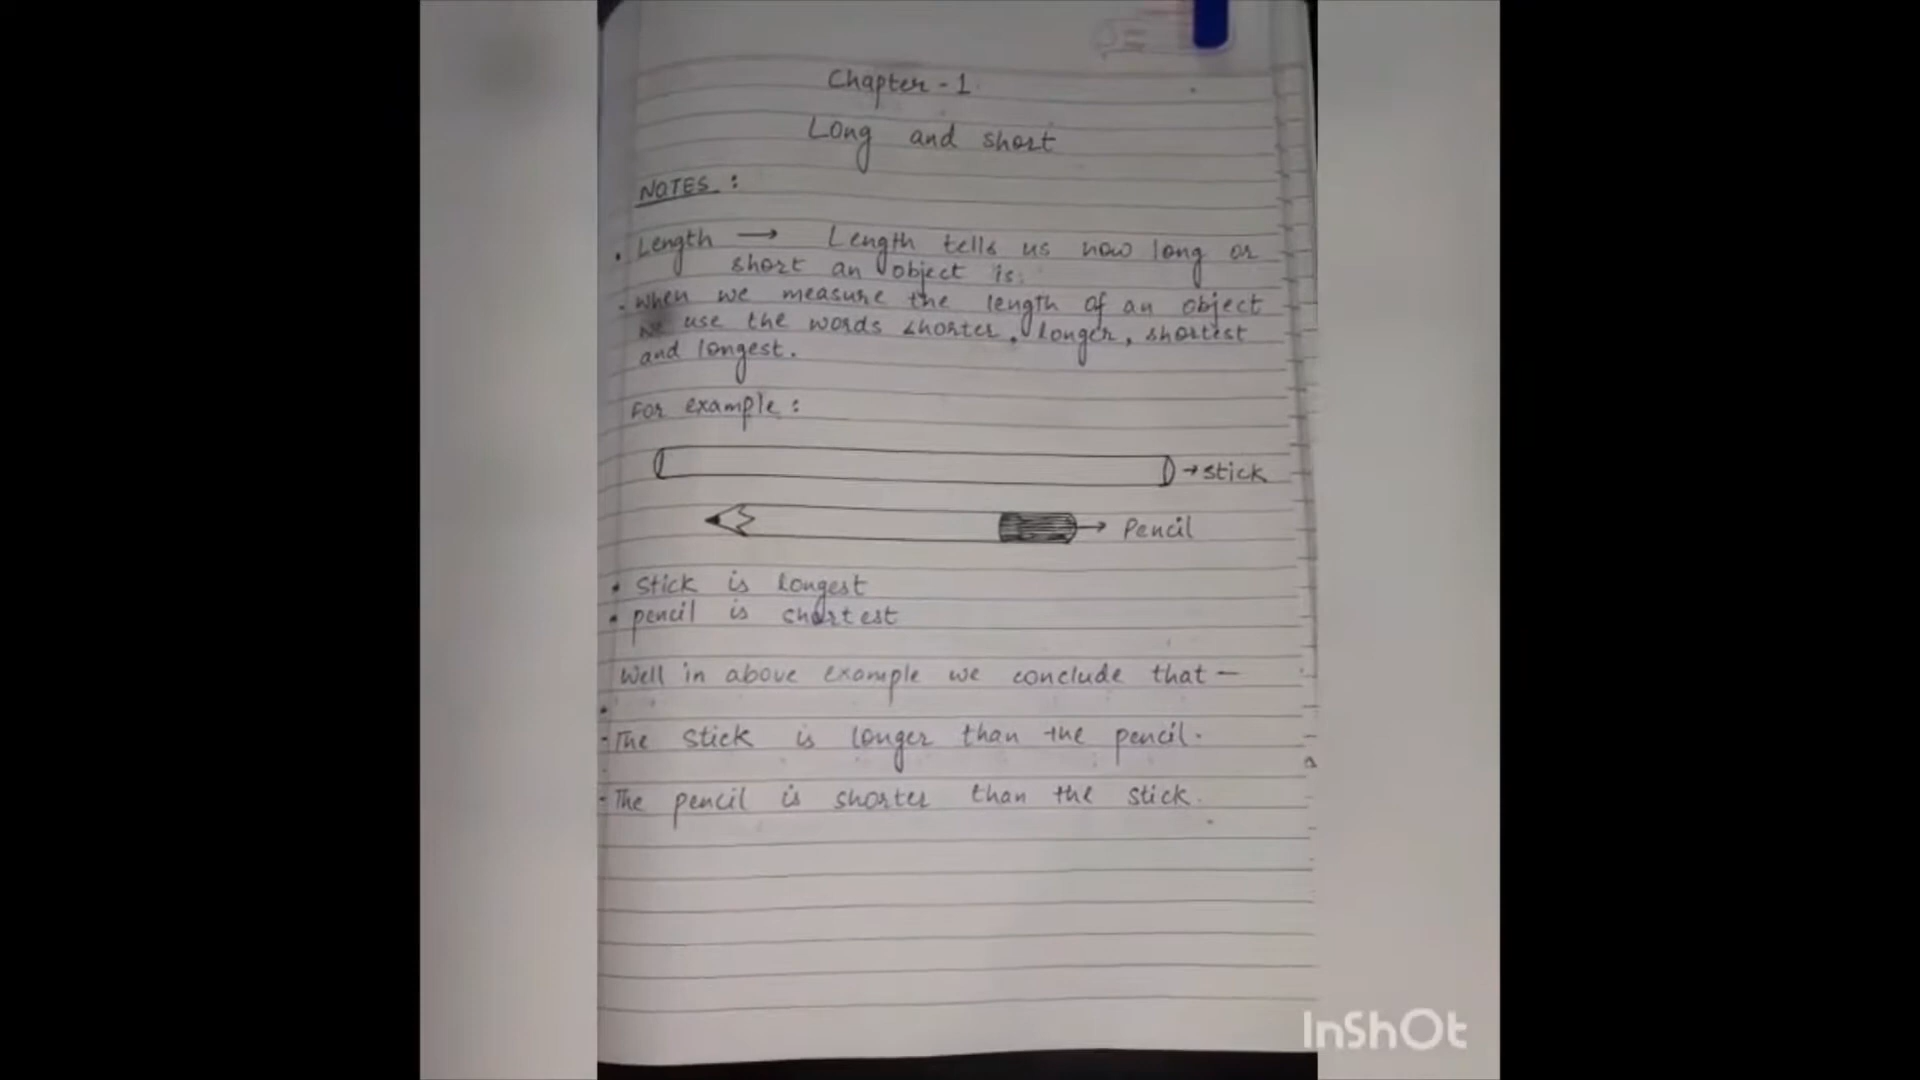 Chapter - 1
Long and short
NOTES :
• Length → Length tells us how long or
short an object is.
• when we measure the length of an object
we use the words shorter, longer, shortest
and longest.
For example :
→ stick
→ Pencil
• Stick is longest
• pencil is shortest
Well in above example we conclude that —
• The stick is longer than the pencil.
• The pencil is shorter than the stick.
InShOt